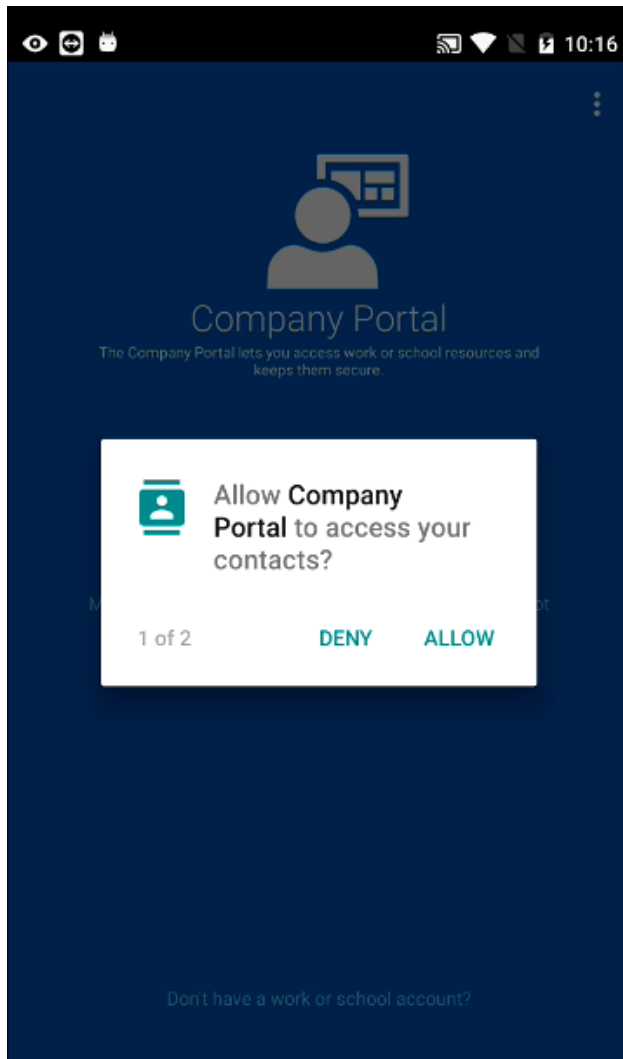 10:16
Company Portal
The Company Portal lets you access work or school resources and
keeps them secure.
Allow Company
Portal to access your
contacts?
1 of 2 DENY ALLOW
Don't have a work or school account?